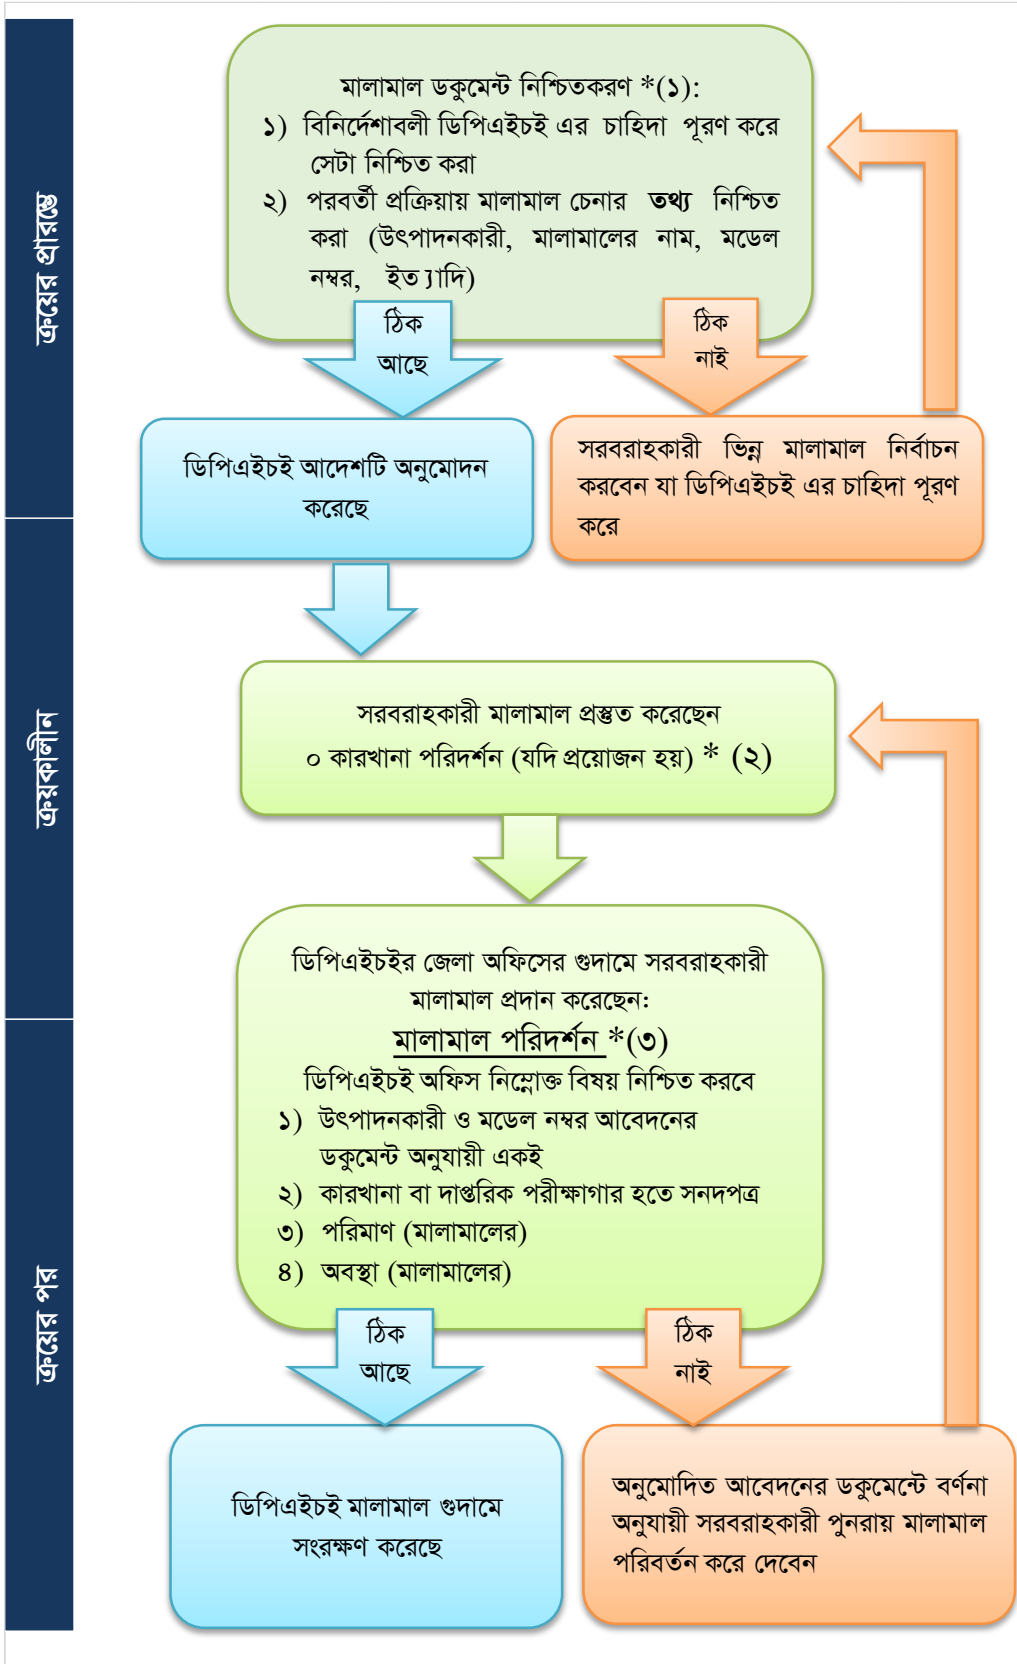 ক্রয়ের প্রারম্ভে
মালামাল ডকুমেন্ট নিশ্চিতকরণ *(১):
১) বিনির্দেশাবলী ডিপিএইচই এর চাহিদা পূরণ করে
সেটা নিশ্চিত করা
২) পরবর্তী প্রক্রিয়ায় মালামাল চেনার তথ্য নিশ্চিত
করা (উৎপাদনকারী, মালামালের নাম, মডেল
নম্বর, ইত্যাদি)
ঠিক
আছে
ঠিক
নাই
ডিপিএইচই আদেশটি অনুমোদন
করেছে
সরবরাহকারী ভিন্ন মালামাল নির্বাচন
করবেন যা ডিপিএইচই এর চাহিদা পূরণ
করে
ক্রয়কালীন
সরবরাহকারী মালামাল প্রস্তুত করেছেন
০ কারখানা পরিদর্শন (যদি প্রয়োজন হয়) * (২)
ডিপিএইচইর জেলা অফিসের গুদামে সরবরাহকারী
মালামাল প্রদান করেছেন:
মালামাল পরিদর্শন *(৩)
ডিপিএইচই অফিস নিম্নোক্ত বিষয় নিশ্চিত করবে
১) উৎপাদনকারী ও মডেল নম্বর আবেদনের
ডকুমেন্ট অনুযায়ী একই
২) কারখানা বা দাপ্তরিক পরীক্ষাগার হতে সনদপত্র
৩) পরিমাণ (মালামালের)
৪) অবস্থা (মালামালের)
ক্রয়ের পর
ঠিক
আছে
ঠিক
নাই
ডিপিএইচই মালামাল গুদামে
সংরক্ষণ করেছে
অনুমোদিত আবেদনের ডকুমেন্টে বর্ণনা
অনুযায়ী সরবরাহকারী পুনরায় মালামাল
পরিবর্তন করে দেবেন